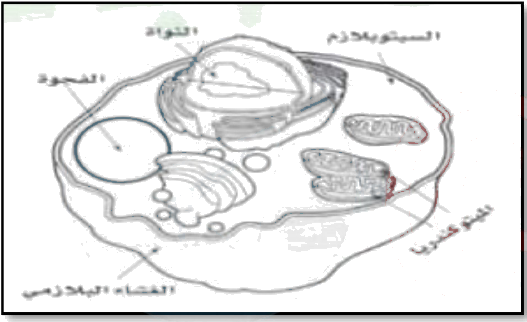 النواة
السيتوبلازم
الفجوة
الميتوكندريا
الغشاء البلازمي